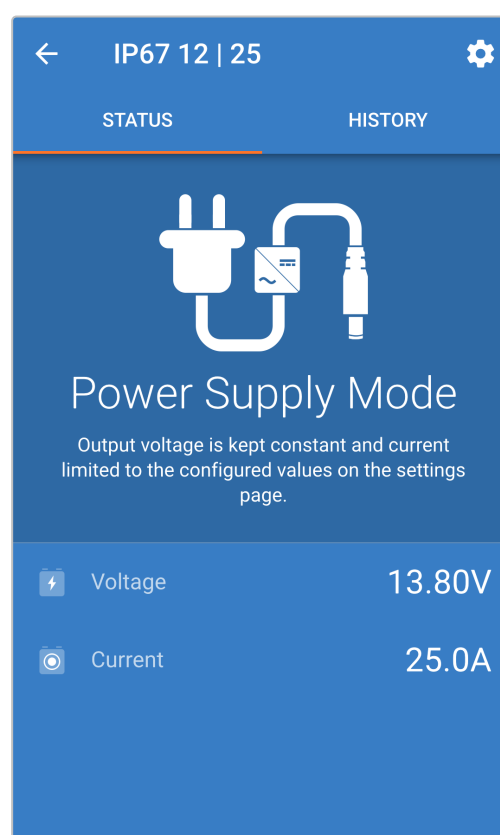 IP67 12 | 25
STATUS
HISTORY
Power Supply Mode
Output voltage is kept constant and current
limited to the configured values on the settings
page.
Voltage
13.80V
Current
25.0A